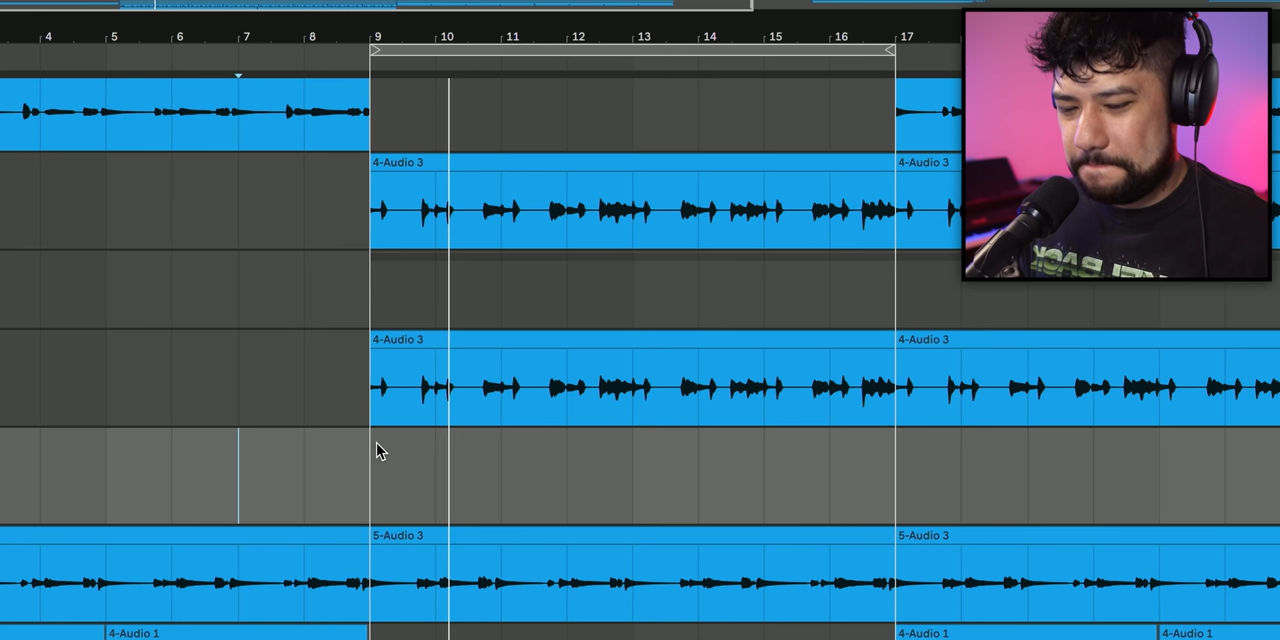 4 5 6 7 8 9 10 11 12 13 14 15 16 17
4-Audio 3 4-Audio 3
4-Audio 3 4-Audio 3
5-Audio 3 5-Audio 3
4-Audio 1 4-Audio 1 4-Audio 1